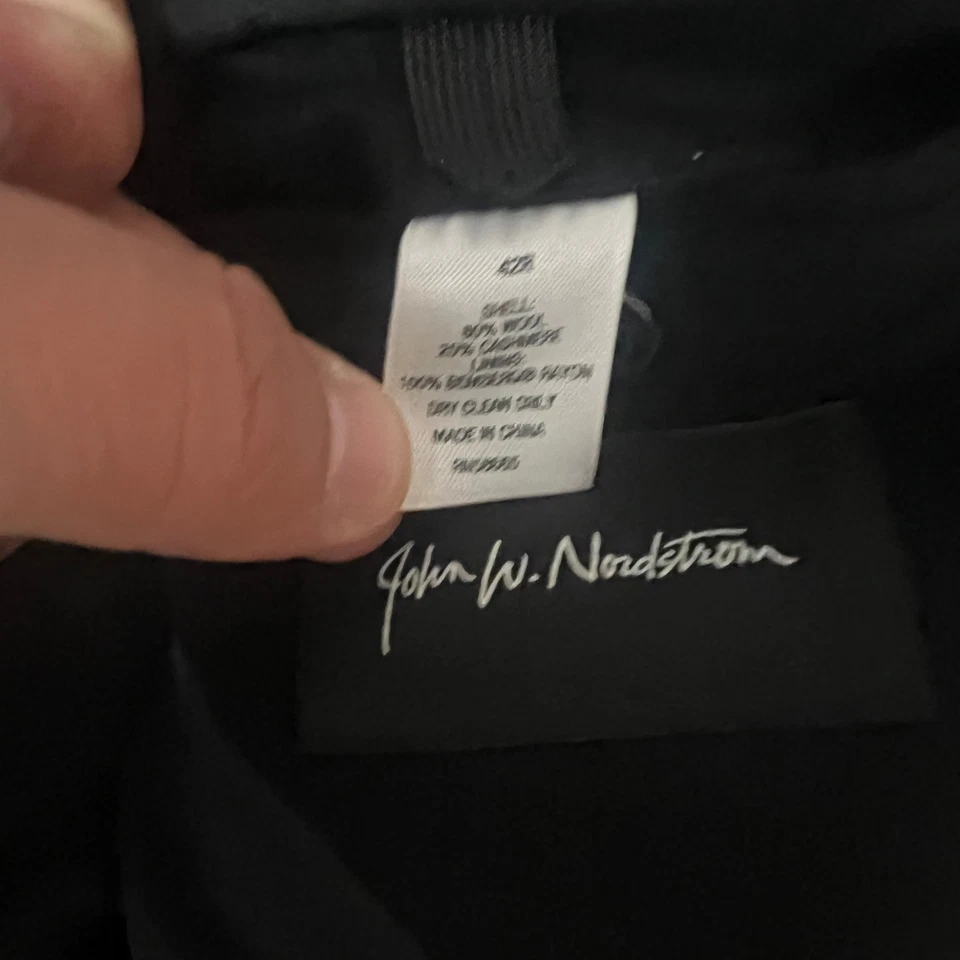 42R
SHELL:
80% WOOL
20% CASHMERE
LINING:
100% BEMBERG® RAYON
DRY CLEAN ONLY
MADE IN CHINA
John W. Nordstrom